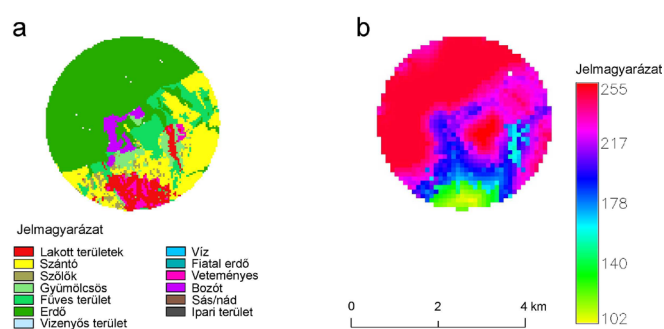 a
b
Jelmagyarázat
255
217
178
140
102
Jelmagyarázat
Lakott területek
Szántó
Szőlők
Gyümölcsös
Füves terület
Erdő
Vizenyős terület
Víz
Fiatal erdő
Veteményes
Bozót
Sás/nád
Ipari terület
0 2 4 km